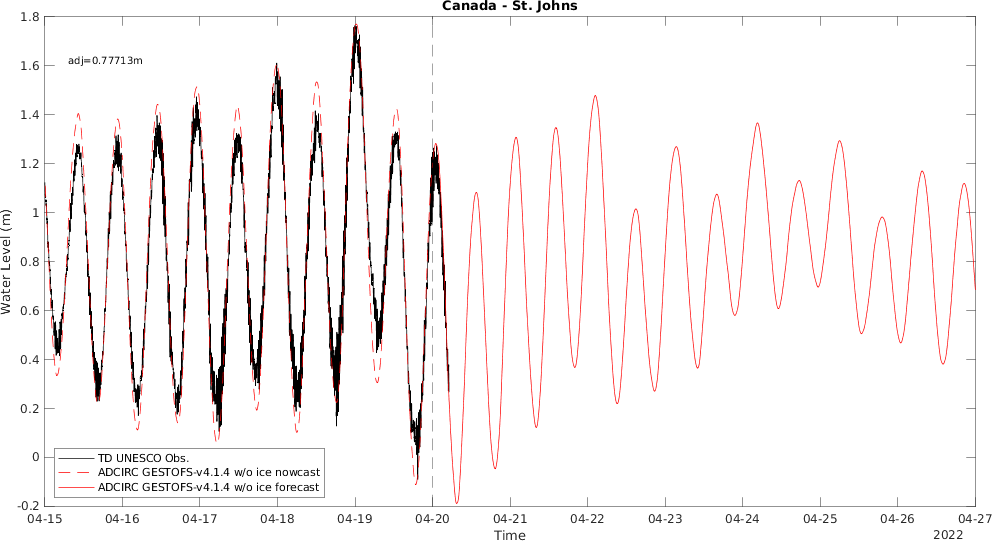 Canada - St. Johns
adj=0.77713m
Water Level (m)
1.8
1.6
1.4
1.2
1
0.8
0.6
0.4
0.2
0
-0.2
TD UNESCO Obs.
ADCIRC GESTOFS-v4.1.4 w/o ice nowcast
ADCIRC GESTOFS-v4.1.4 w/o ice forecast
04-15 04-16 04-17 04-18 04-19 04-20 04-21 04-22 04-23 04-24 04-25 04-26 04-27
Time
2022